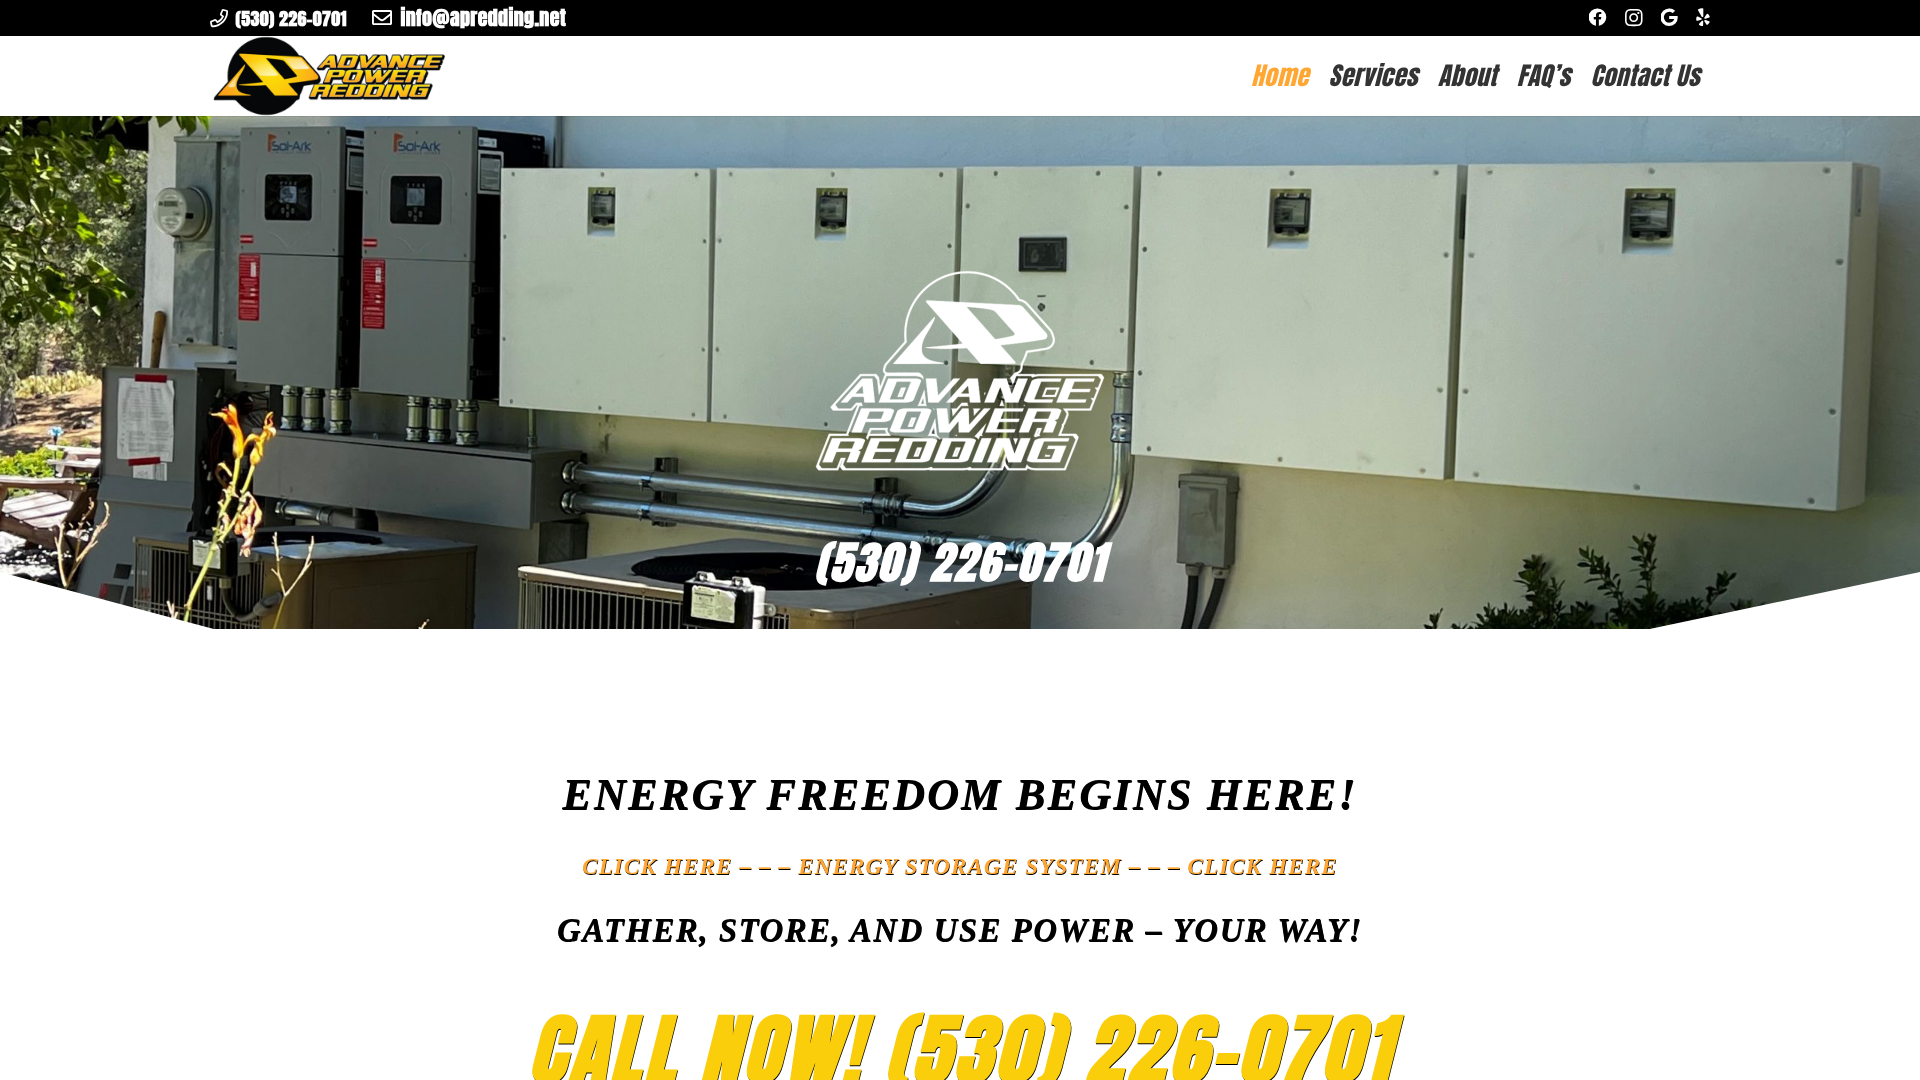 (530) 226-0701
info@apredding.net
ADVANCE
POWER
REDDING
Home
Services
About
FAQ’s
Contact Us
Sol-Ark
Sol-Ark
ADVANCE
POWER
REDDING
(530) 226-0701
ENERGY FREEDOM BEGINS HERE!
CLICK HERE – – – ENERGY STORAGE SYSTEM – – – CLICK HERE
GATHER, STORE, AND USE POWER – YOUR WAY!
CALL NOW! (530) 226-0701